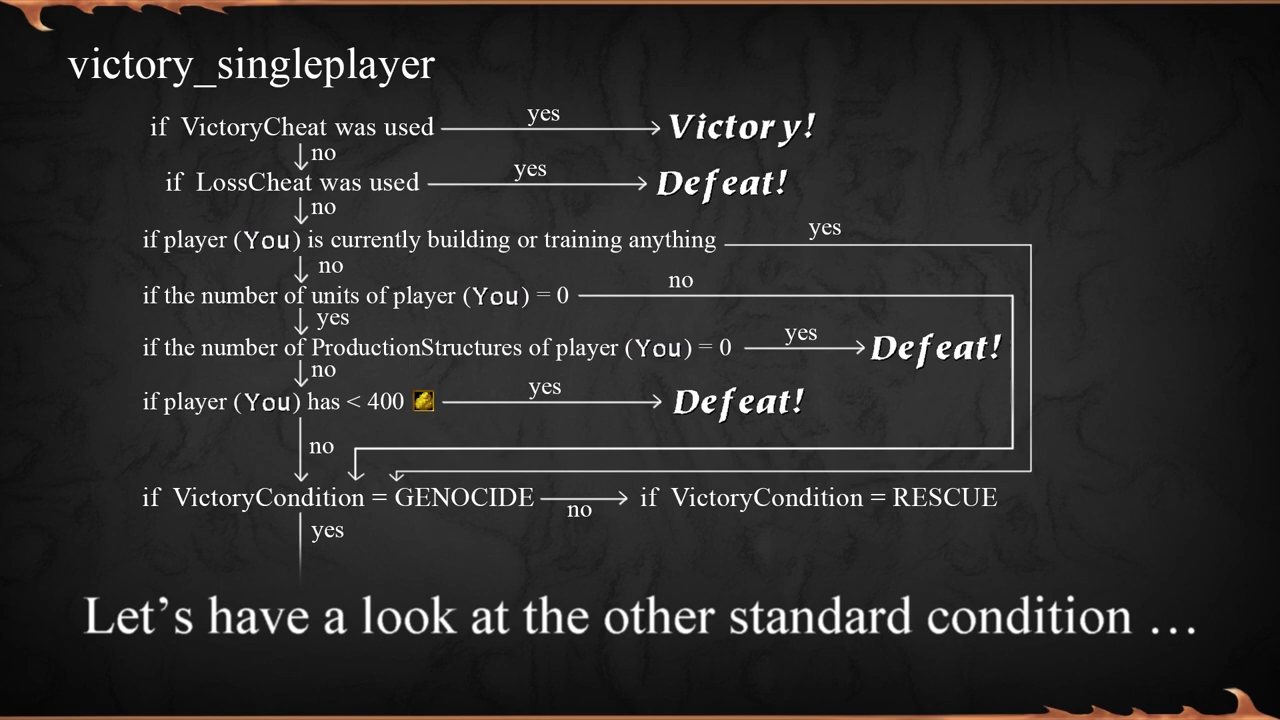 victory_singleplayer
if VictoryCheat was used yes Victory!
no
if LossCheat was used yes Defeat!
no
if player (You) is currently building or training anything yes
no
if the number of units of player (You) = 0 no
yes
if the number of ProductionStructures of player (You) = 0 yes Defeat!
no
if player (You) has < 400 yes Defeat!
no
if VictoryCondition = GENOCIDE no if VictoryCondition = RESCUE
yes
Let's have a look at the other standard condition …